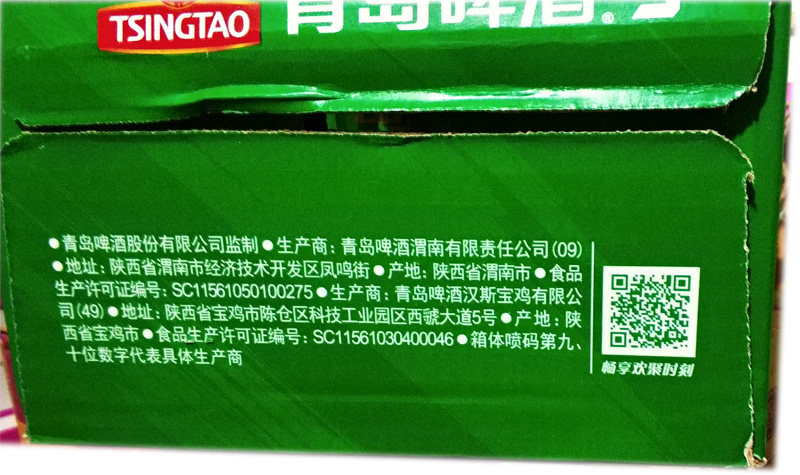 TSINGTAO
青岛啤酒®
●青岛啤酒股份有限公司监制●生产商：青岛啤酒渭南有限责任公司(09)
●地址：陕西省渭南市经济技术开发区凤鸣街●产地：陕西省渭南市●食品
生产许可证编号：SC11561050100275●生产商：青岛啤酒汉斯宝鸡有限公
司(49)●地址：陕西省宝鸡市陈仓区科技工业园区西虢大道5号●产地：陕
西省宝鸡市●食品生产许可证编号：SC11561030400046●箱体喷码第九、
十位数字代表具体生产商
畅享欢聚时刻